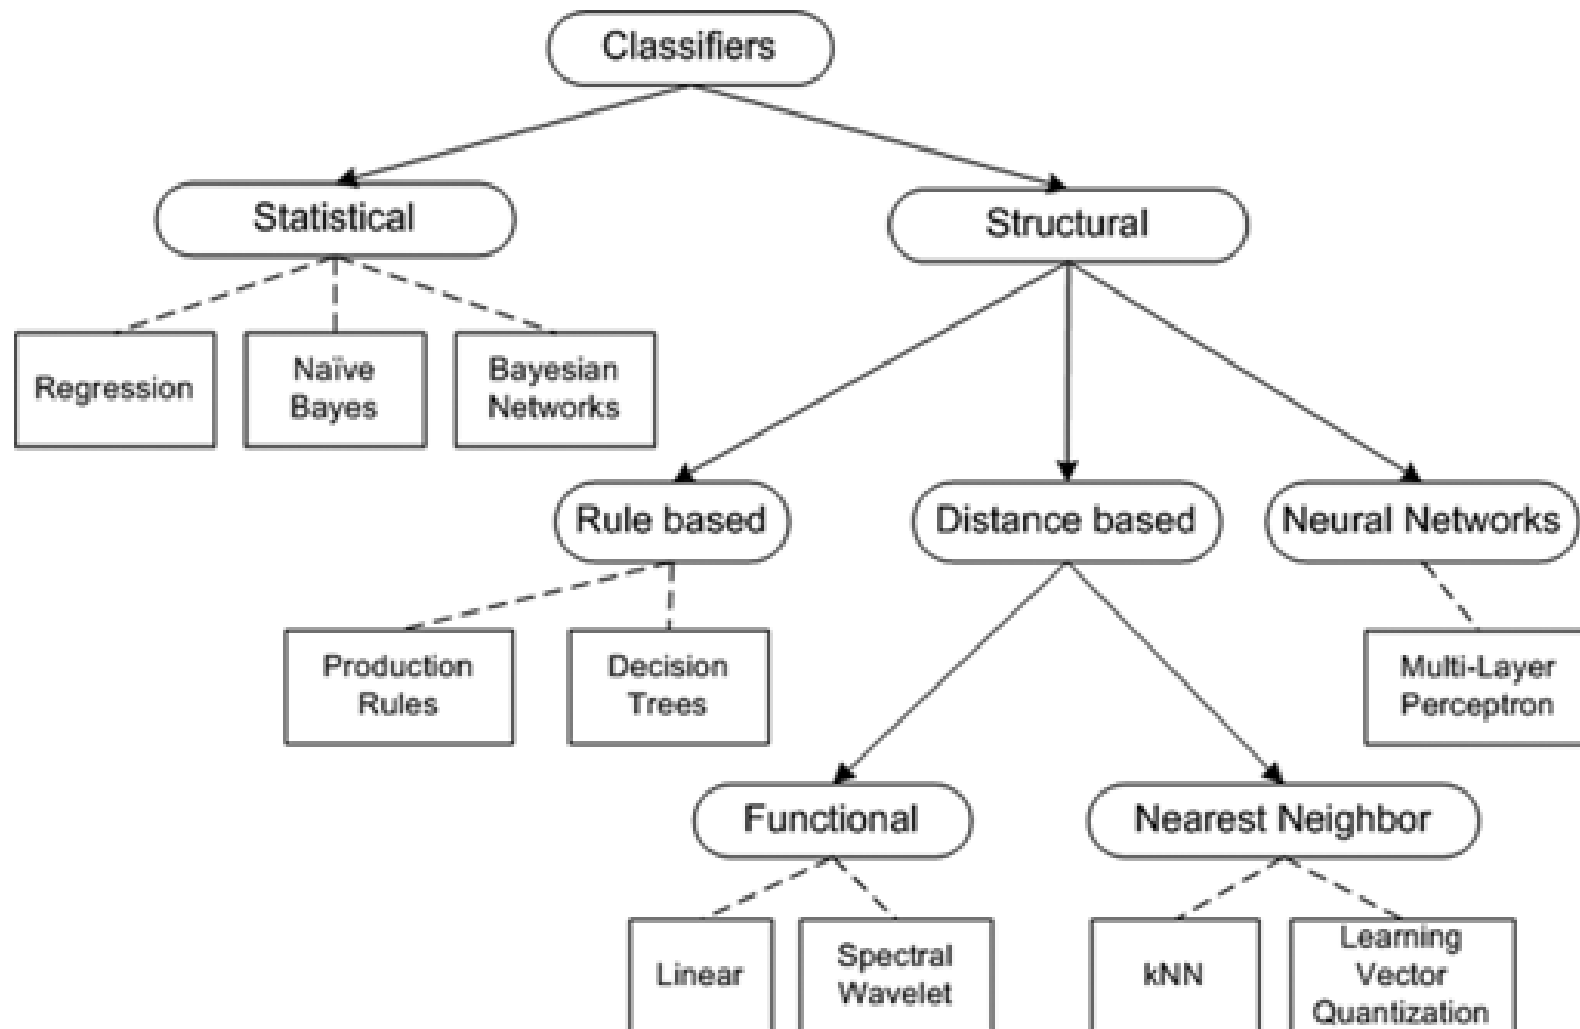 Classifiers
Statistical
Structural
Regression
Naïve
Bayes
Bayesian
Networks
Rule based
Distance based
Neural Networks
Production
Rules
Decision
Trees
Multi-Layer
Perceptron
Functional
Nearest Neighbor
Linear
Spectral
Wavelet
kNN
Learning
Vector
Quantization